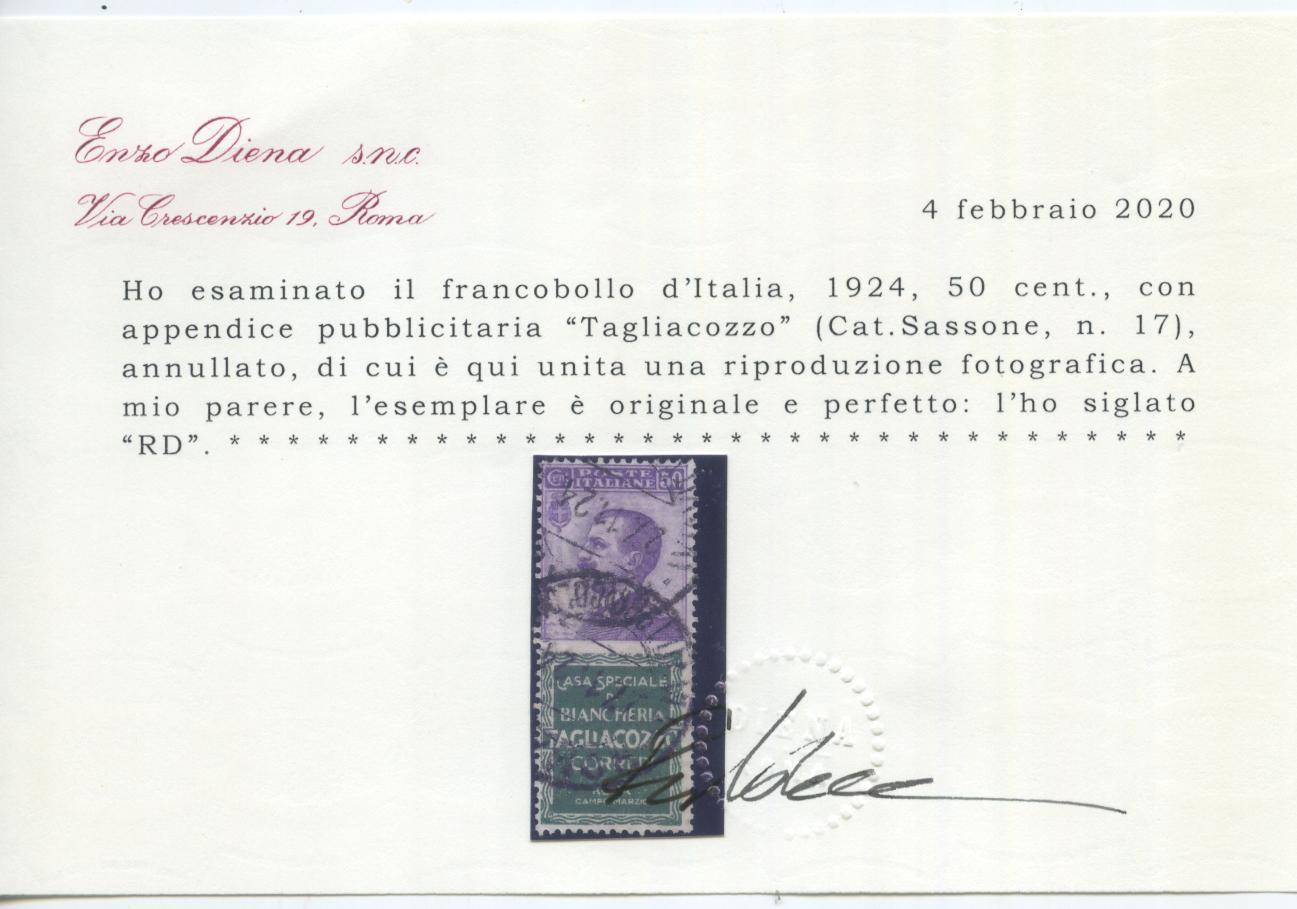 Enzo Diena s.n.c.
Via Crescenzio 19, Roma
4 febbraio 2020
Ho esaminato il francobollo d'Italia, 1924, 50 cent., con
appendice pubblicitaria “Tagliacozzo” (Cat.Sassone, n. 17),
annullato, di cui è qui unita una riproduzione fotografica. A
mio parere, l'esemplare è originale e perfetto: l'ho siglato
“RD”. * * * * * * * * * * * * * * * * * * * * * * * * * * * * * * * * *
POSTE 50
ITALIANE
CASA SPECIALE
DI
BIANCHERIA
TAGLIACOZZO
CORREDI
ROMA
CAMPO MARZIO